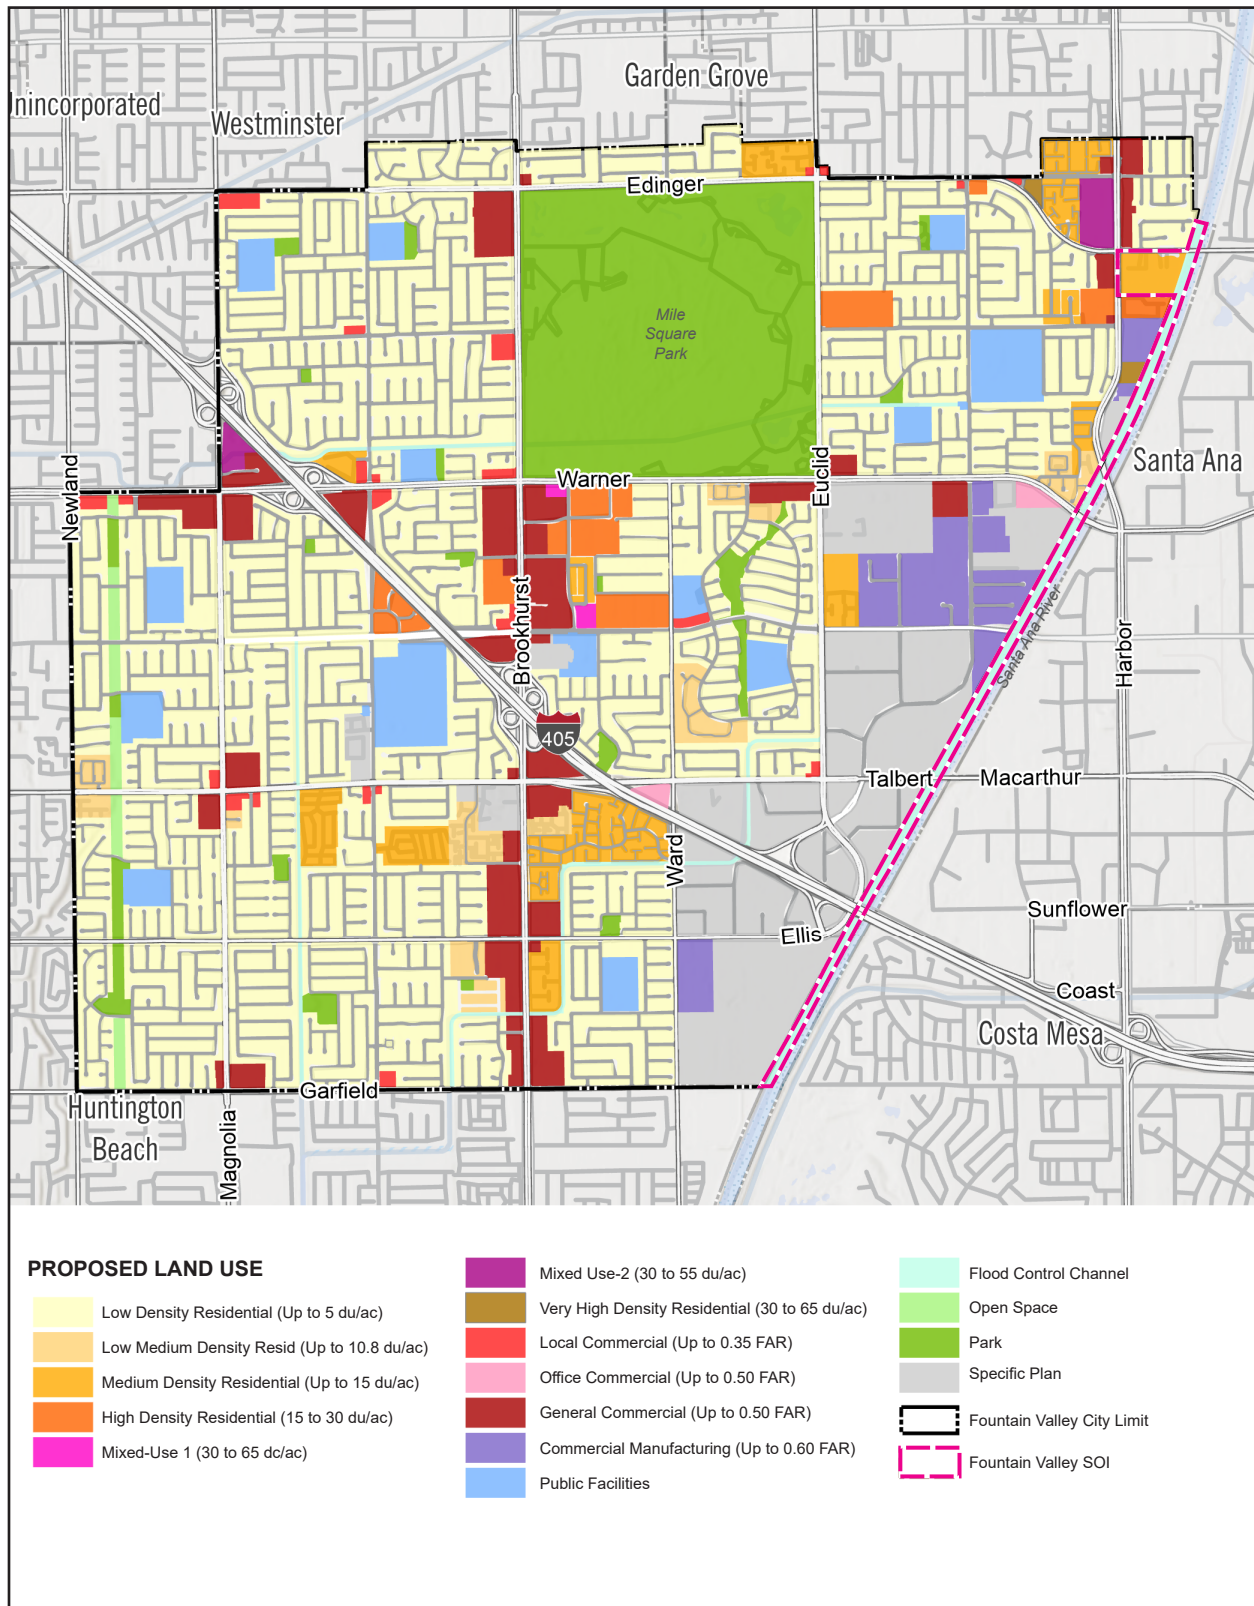 Garden Grove
Unincorporated
Westminster
Edinger
Mile
Square
Park
Santa Ana
Euclid
Warner
Newland
Brookhurst
Santa Ana River
Harbor
405
Talbert
Macarthur
Ward
Sunflower
Ellis
Coast
Costa Mesa
Garfield
Huntington
Beach
Magnolia
PROPOSED LAND USE
Low Density Residential (Up to 5 du/ac)
Low Medium Density Resid (Up to 10.8 du/ac)
Medium Density Residential (Up to 15 du/ac)
High Density Residential (15 to 30 du/ac)
Mixed-Use 1 (30 to 65 dc/ac)
Mixed Use-2 (30 to 55 du/ac)
Very High Density Residential (30 to 65 du/ac)
Local Commercial (Up to 0.35 FAR)
Office Commercial (Up to 0.50 FAR)
General Commercial (Up to 0.50 FAR)
Commercial Manufacturing (Up to 0.60 FAR)
Public Facilities
Flood Control Channel
Open Space
Park
Specific Plan
Fountain Valley City Limit
Fountain Valley SOI